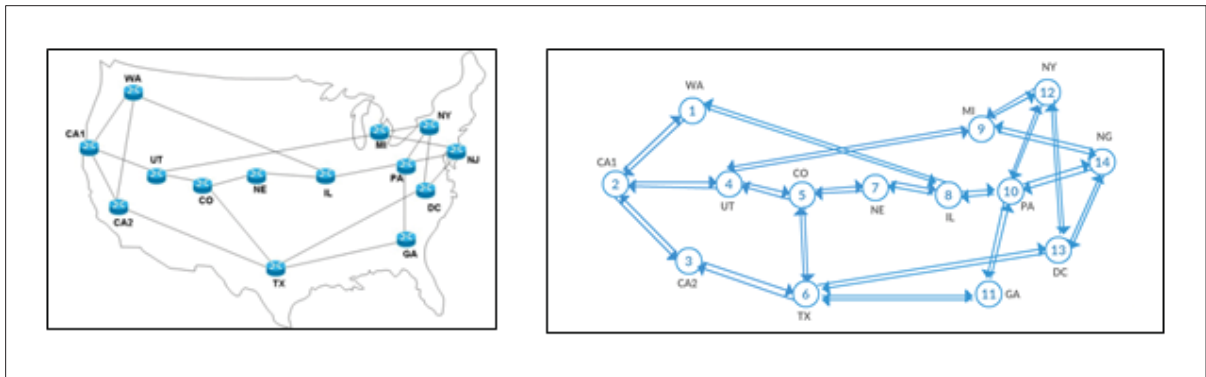 WA
CA1
UT
CO
NE
IL
MI
NY
NJ
PA
DC
CA2
GA
TX
NY
12
WA
1
MI
9
NG
14
CA1
2
4
UT
CO
5
7
NE
8
IL
10
PA
13
DC
3
CA2
6
TX
11
GA